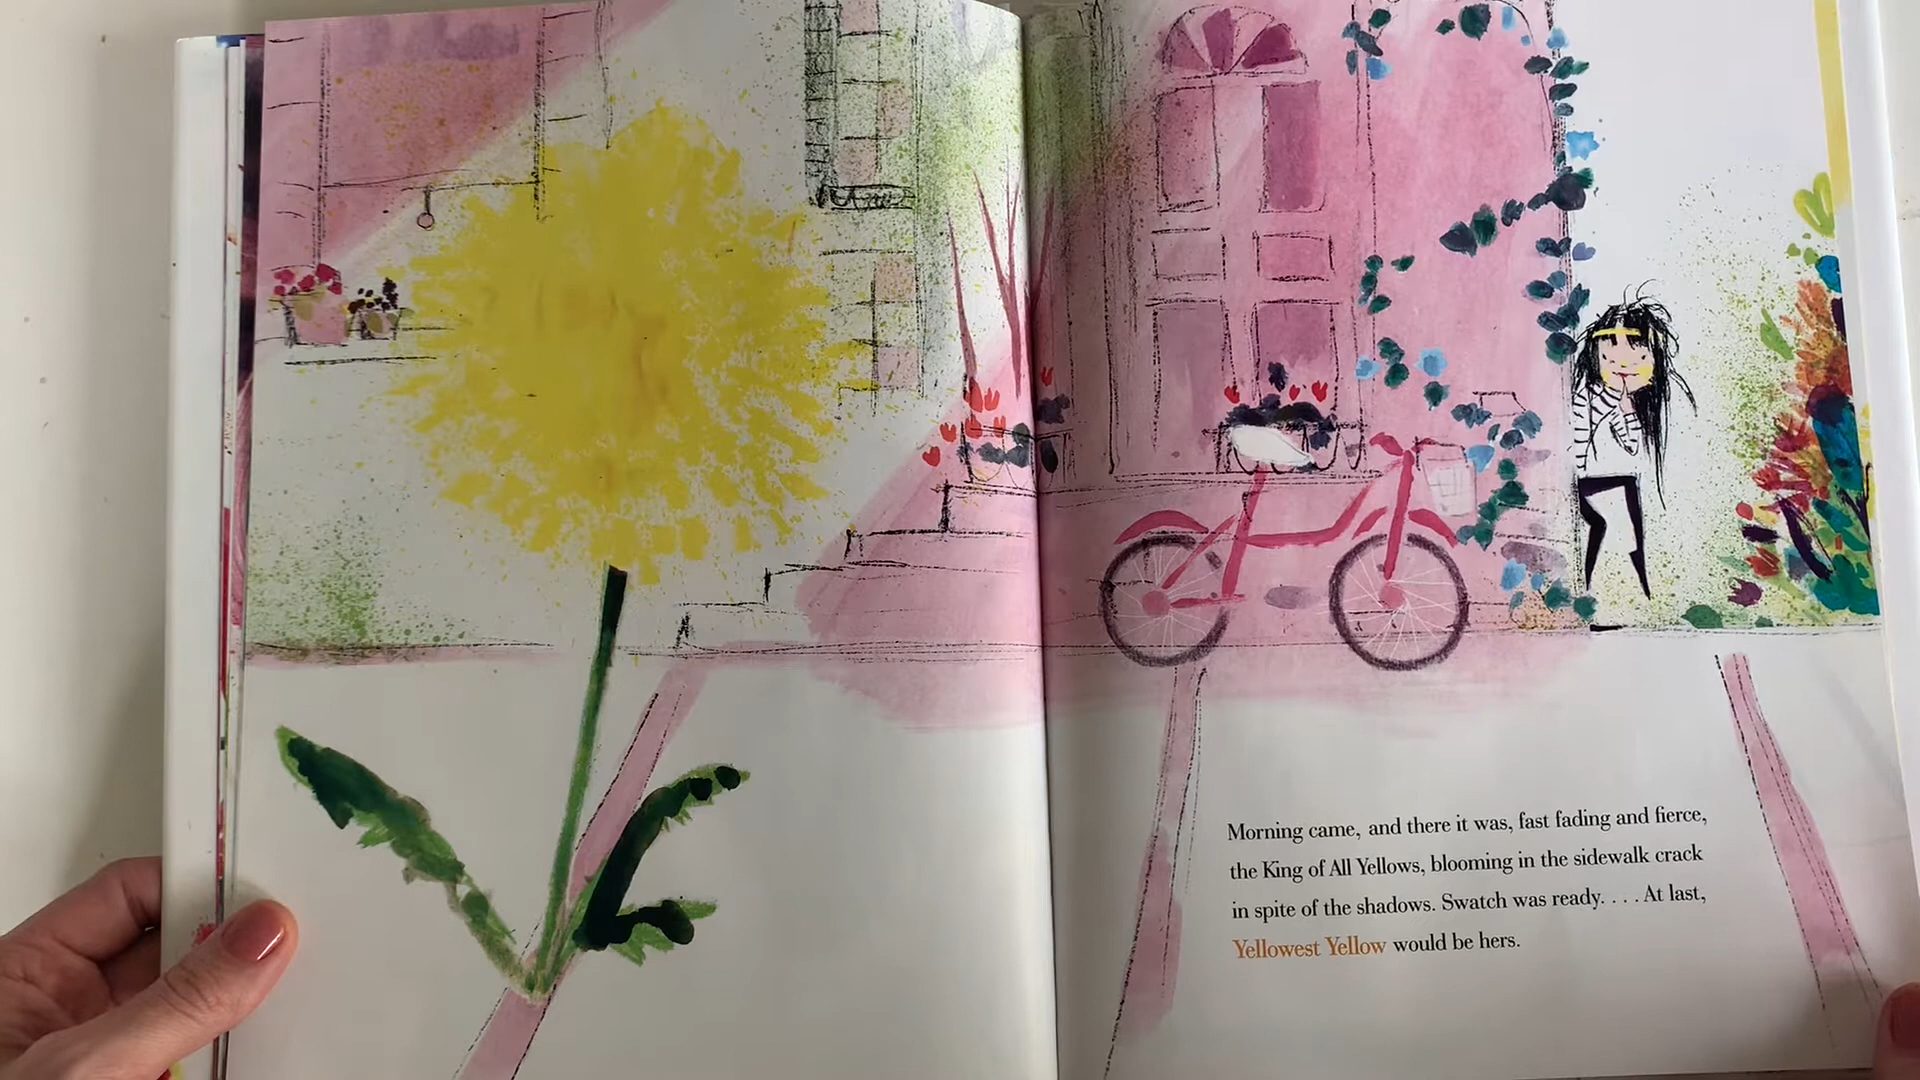 Morning came, and there it was, fast fading and fierce,
the King of All Yellows, blooming in the sidewalk crack
in spite of the shadows. Swatch was ready. . . . At last,
Yellowest Yellow would be hers.